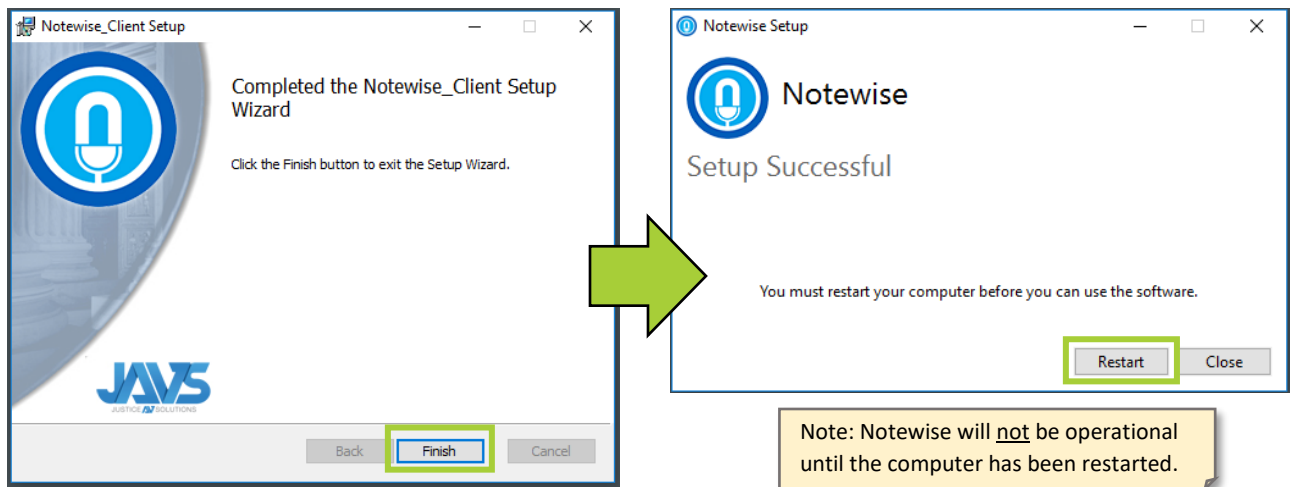 Notewise_Client Setup
Completed the Notewise_Client Setup
Wizard
Click the Finish button to exit the Setup Wizard.
JAVS
JUSTICE AV SOLUTIONS
Back
Finish
Cancel
Notewise Setup
Notewise
Setup Successful
You must restart your computer before you can use the software.
Restart
Close
Note: Notewise will not be operational
until the computer has been restarted.